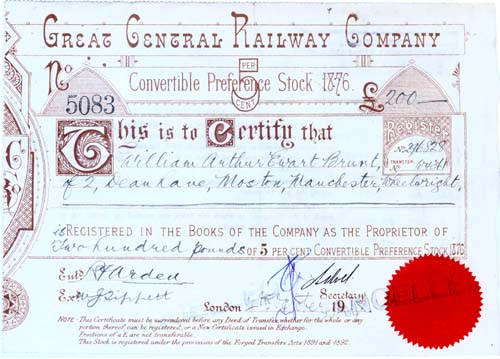 GREAT CENTRAL RAILWAY COMPANY
No 5083
5 PER CENT
Convertible Preference Stock 1876.
£200—
Register
This is to Certify that
William Arthur Ewart Brunt,
of 2, Dean Lane, Moston, Manchester, Wheelwright,
is REGISTERED IN THE BOOKS OF THE COMPANY AS THE PROPRIETOR OF
Two hundred pounds OF 5 PER CENT CONVERTIBLE PREFERENCE STOCK 1876
Entd Arden
Exd Sippett
Secretary
London 19
NOTE - This Certificate must be surrendered before any Deed of Transfer, whether for the whole or any
portion thereof, can be registered, or a New Certificate issued in Exchange.
Fractions of a £ are not transferable.
This Stock is registered under the provisions of the Forged Transfers Acts 1891 and 1892.